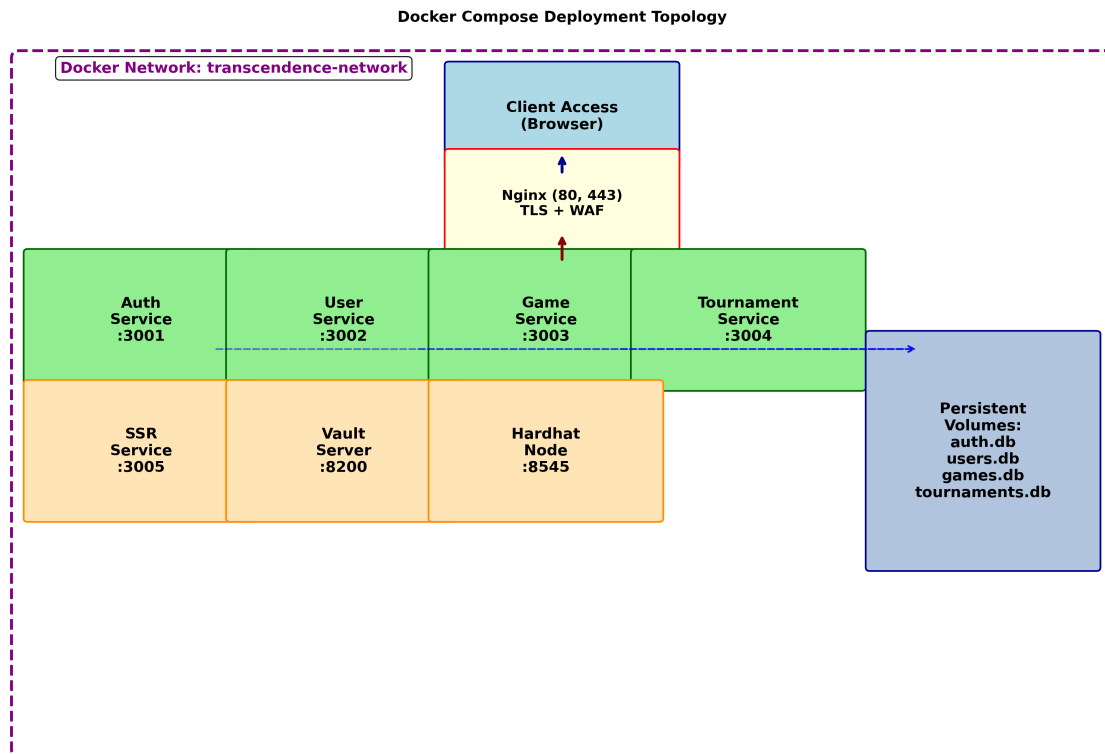 Docker Compose Deployment Topology
Docker Network: transcendence-network
Client Access
(Browser)
Nginx (80, 443)
TLS + WAF
Auth
Service
:3001
User
Service
:3002
Game
Service
:3003
Tournament
Service
:3004
Persistent
Volumes:
auth.db
users.db
games.db
tournaments.db
SSR
Service
:3005
Vault
Server
:8200
Hardhat
Node
:8545